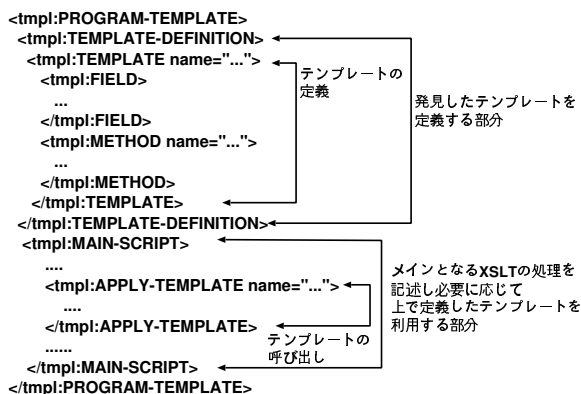 <tmpl:PROGRAM-TEMPLATE>
<tmpl:TEMPLATE-DEFINITION>
<tmpl:TEMPLATE name="...">
<tmpl:FIELD>
...
</tmpl:FIELD>
<tmpl:METHOD name="...">
...
</tmpl:METHOD>
</tmpl:TEMPLATE>
</tmpl:TEMPLATE-DEFINITION>
<tmpl:MAIN-SCRIPT>
....
<tmpl:APPLY-TEMPLATE name="...">
....
</tmpl:APPLY-TEMPLATE>
......
</tmpl:MAIN-SCRIPT>
</tmpl:PROGRAM-TEMPLATE>
テンプレートの
定義
発見したテンプレートを
定義する部分
メインとなるXSLTの処理を
記述し必要に応じて
上で定義したテンプレートを
利用する部分
テンプレートの
呼び出し